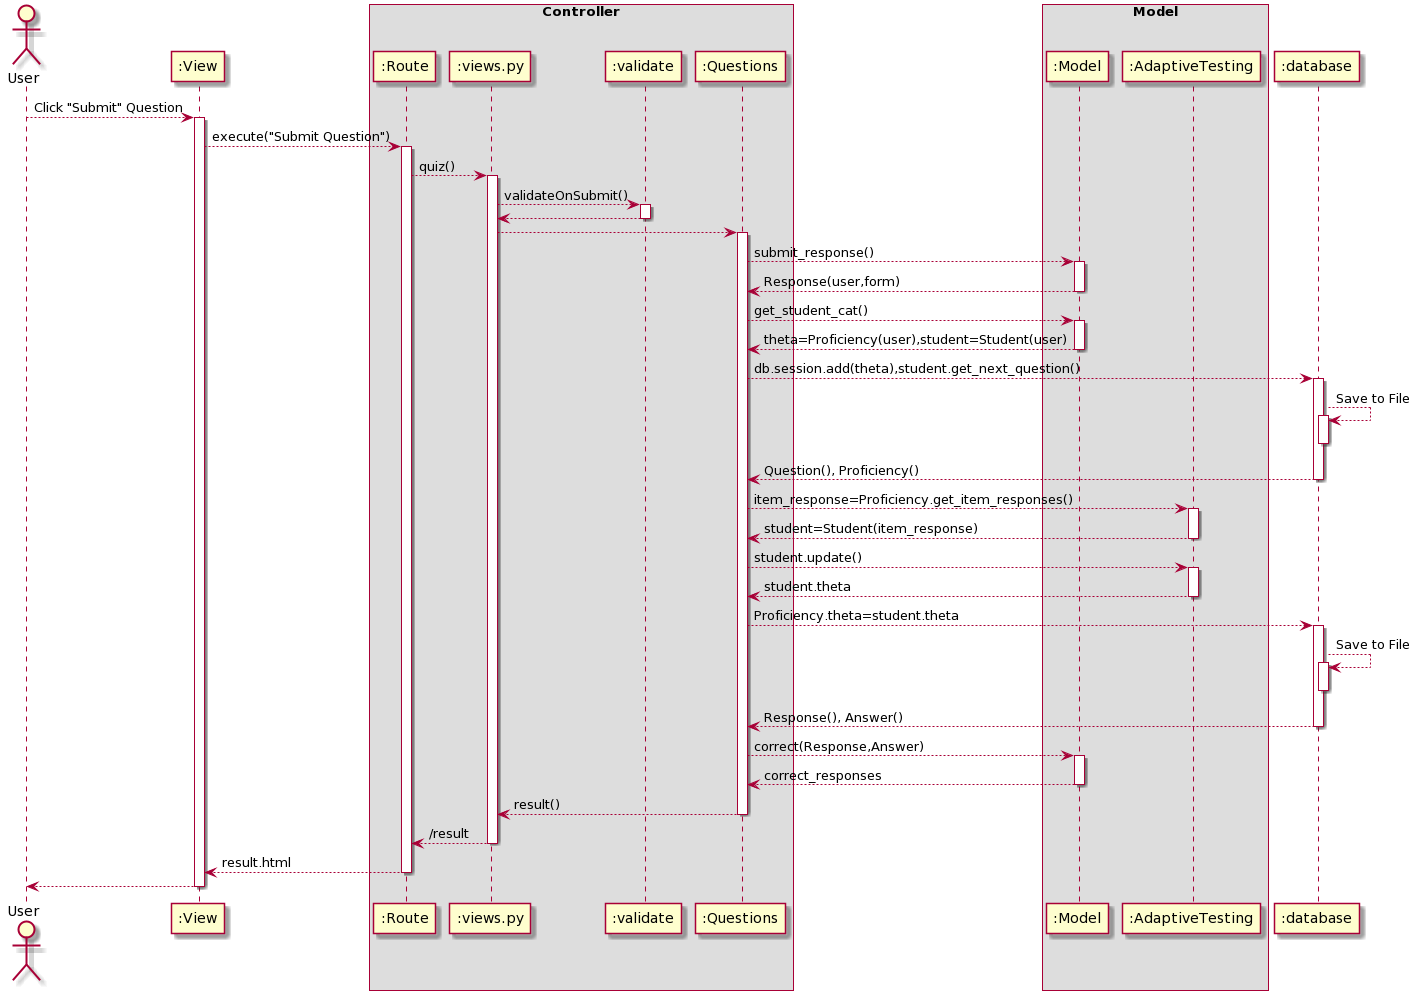 Controller
Model
User
:View
:Route
:views.py
:validate
:Questions
:Model
:AdaptiveTesting
:database
Click "Submit" Question
execute("Submit Question")
quiz()
validateOnSubmit()
submit_response()
Response(user,form)
get_student_cat()
theta=Proficiency(user),student=Student(user)
db.session.add(theta),student.get_next_question()
Save to File
Question(), Proficiency()
item_response=Proficiency.get_item_responses()
student=Student(item_response)
student.update()
student.theta
Proficiency.theta=student.theta
Save to File
Response(), Answer()
correct(Response,Answer)
correct_responses
result()
/result
result.html
User
:View
:Route
:views.py
:validate
:Questions
:Model
:AdaptiveTesting
:database